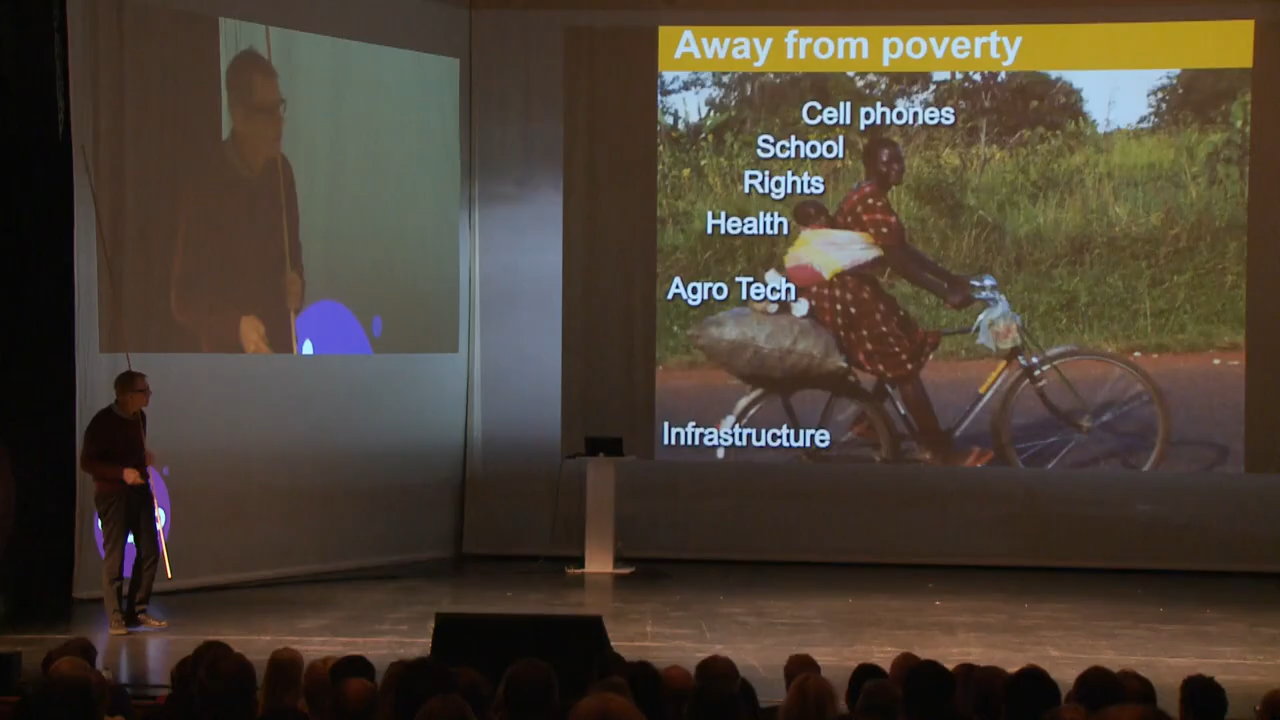 Away from poverty
Cell phones
School
Rights
Health
Agro Tech
Infrastructure